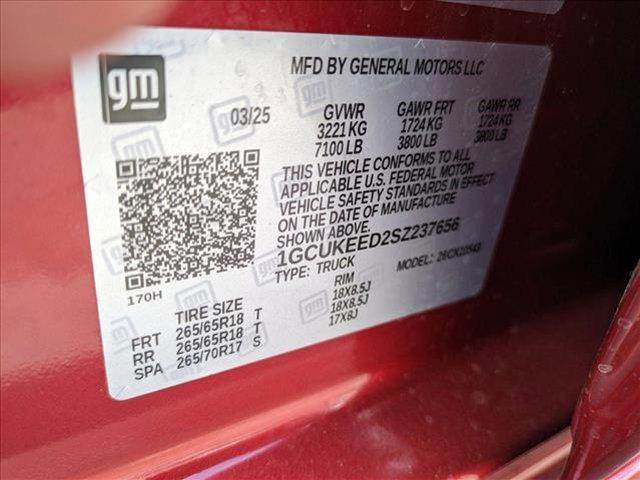 gm
MFD BY GENERAL MOTORS LLC
03/25 GVWR GAWR FRT GAWR RR
3221 KG 1724 KG 1724 KG
7100 LB 3800 LB 3800 LB
THIS VEHICLE CONFORMS TO ALL
APPLICABLE U.S. FEDERAL MOTOR
VEHICLE SAFETY STANDARDS IN EFFECT
ON THE DATE OF MANUFACTURE
SHOWN ABOVE.
1GCUKEED2SZ237656
TYPE: TRUCK MODEL:
170H
TIRE SIZE RIM
FRT 265/65R18 T 18X8.5J
RR 265/65R18 T 18X8.5J
SPA 265/70R17 S 17X8J